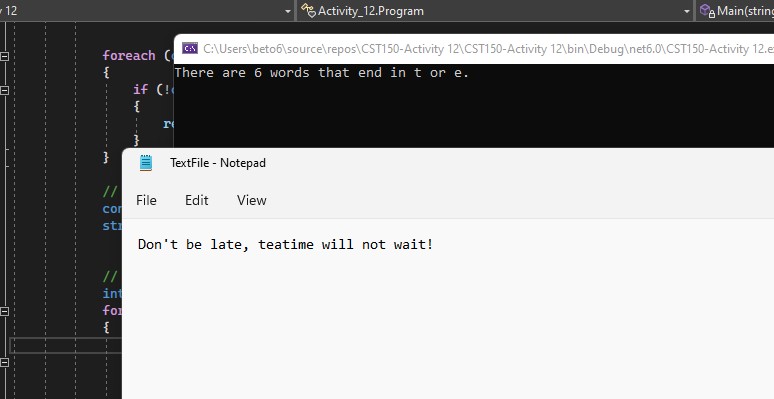 12
Activity_12.Program
Main(string
C:\Users\beto6\source\repos\CST150-Activity 12\CST150-Activity 12\bin\Debug\net6.0\CST150-Activity 12.e
There are 6 words that end in t or e.
foreach (
{
if (!
{
re
}
}
TextFile - Notepad
File Edit View
Don't be late, teatime will not wait!
//
con
str
//
int
for
{